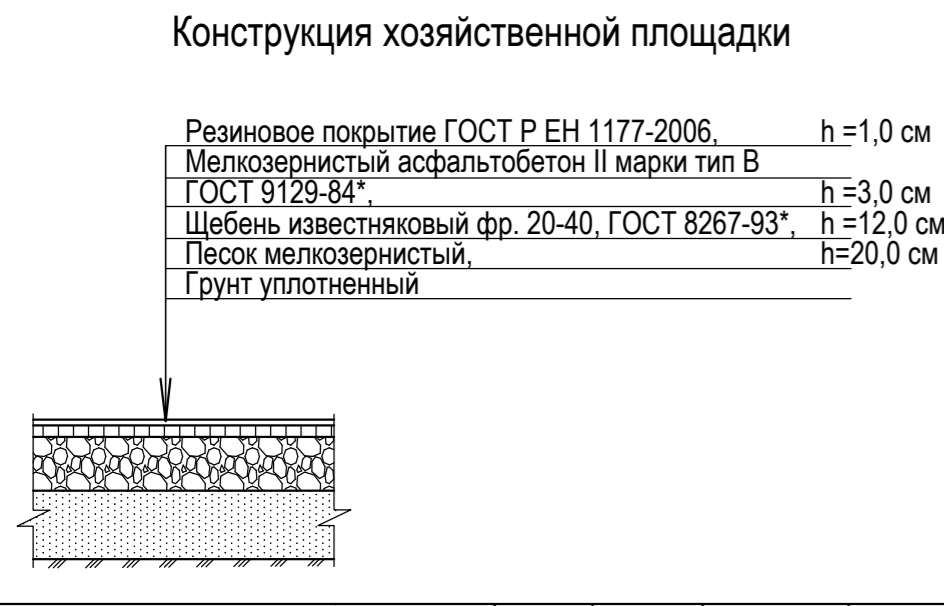 Конструкция хозяйственной площадки
Резиновое покрытие ГОСТ Р ЕН 1177-2006, h =1,0 см
Мелкозернистый асфальтобетон II марки тип В
ГОСТ 9129-84*, h =3,0 см
Щебень известняковый фр. 20-40, ГОСТ 8267-93*, h =12,0 см
Песок мелкозернистый, h=20,0 см
Грунт уплотненный